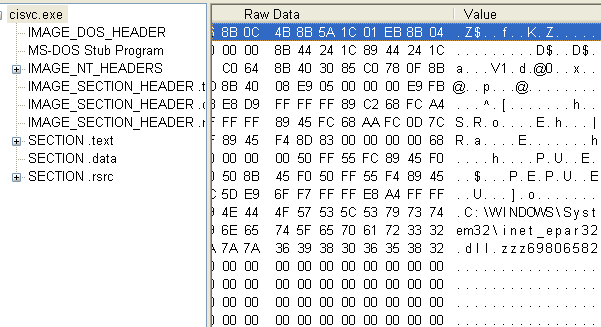 cisvc.exe Raw Data Value
IMAGE_DOS_HEADER 8B 0C 4B 8B 5A 1C 01 EB 8B 04 Z$..f..K.Z......
MS-DOS Stub Program 00 00 8B 44 24 1C 89 44 24 1C ..........D$..D$.
IMAGE_NT_HEADERS C0 64 8B 40 30 85 C0 78 0F 8B a...V1.d.@0..x..
IMAGE_SECTION_HEADER .t 0D 8B 40 08 E9 05 00 00 00 E9 FB @..p...@........
IMAGE_SECTION_HEADER .d E8 D9 FF FF FF 89 C2 68 FC A4
IMAGE_SECTION_HEADER .r FF FF 89 45 FC 68 AA FC 0D 7C S.R.o....E.h...|
SECTION .text F 89 45 F4 8D 83 00 00 00 00 68
SECTION .data 00 00 00 50 FF 55 FC 89 45 F0
SECTION .rsrc 0 50 8B 45 F0 50 FF 55 F4 89 45
C 5D E9 6F F7 FF FF E8 A4 FF FF
9 4E 44 4F 57 53 5C 53 79 73 74 .C:\WINDOWS\Syst
9 6E 65 74 5F 65 70 61 72 33 32 em32\inet_epar32
A 7A 7A 36 39 38 30 36 35 38 32 .dll.zzz69806582
00 00 00 00 00 00 00 00 00 00 ................
00 00 00 00 00 00 00 00 00 00 ................
00 00 00 00 00 00 00 00 00 00 ................
00 00 00 00 00 00 00 00 00 00 ................